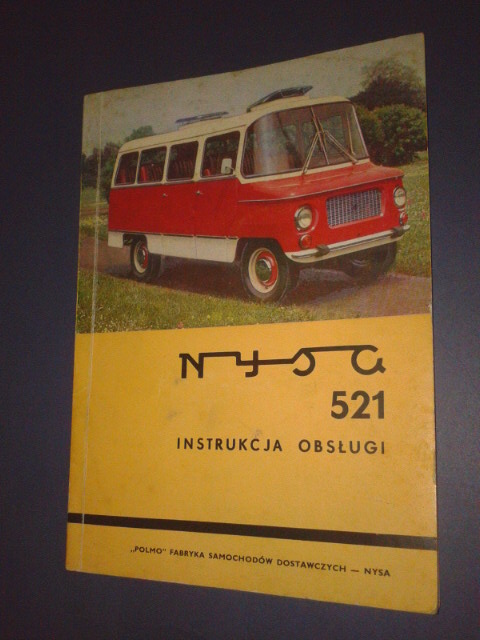 NYSA
521
INSTRUKCJA OBSŁUGI
„POLMO” FABRYKA SAMOCHODÓW DOSTAWCZYCH — NYSA